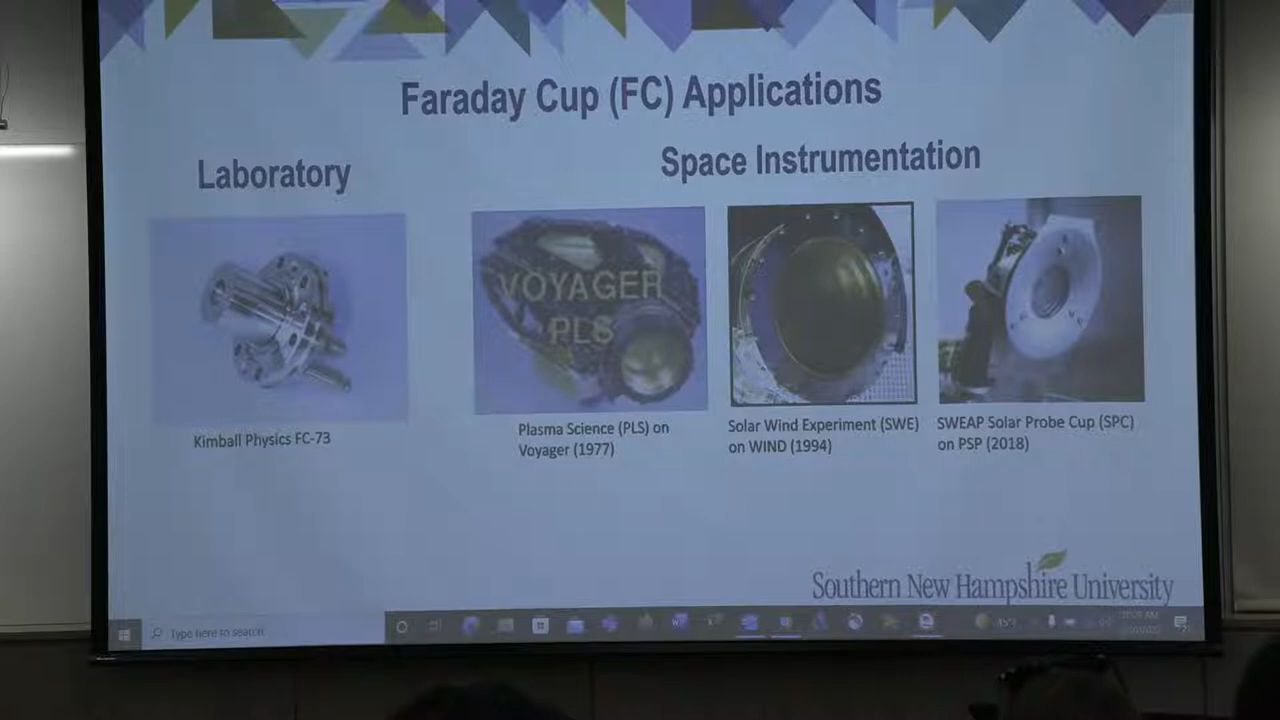 Faraday Cup (FC) Applications
Laboratory
Space Instrumentation
VOYAGER
PLS
Kimball Physics FC-73
Plasma Science (PLS) on
Voyager (1977)
Solar Wind Experiment (SWE)
on WIND (1994)
SWEAP Solar Probe Cup (SPC)
on PSP (2018)
Southern New Hampshire University
Type here to search